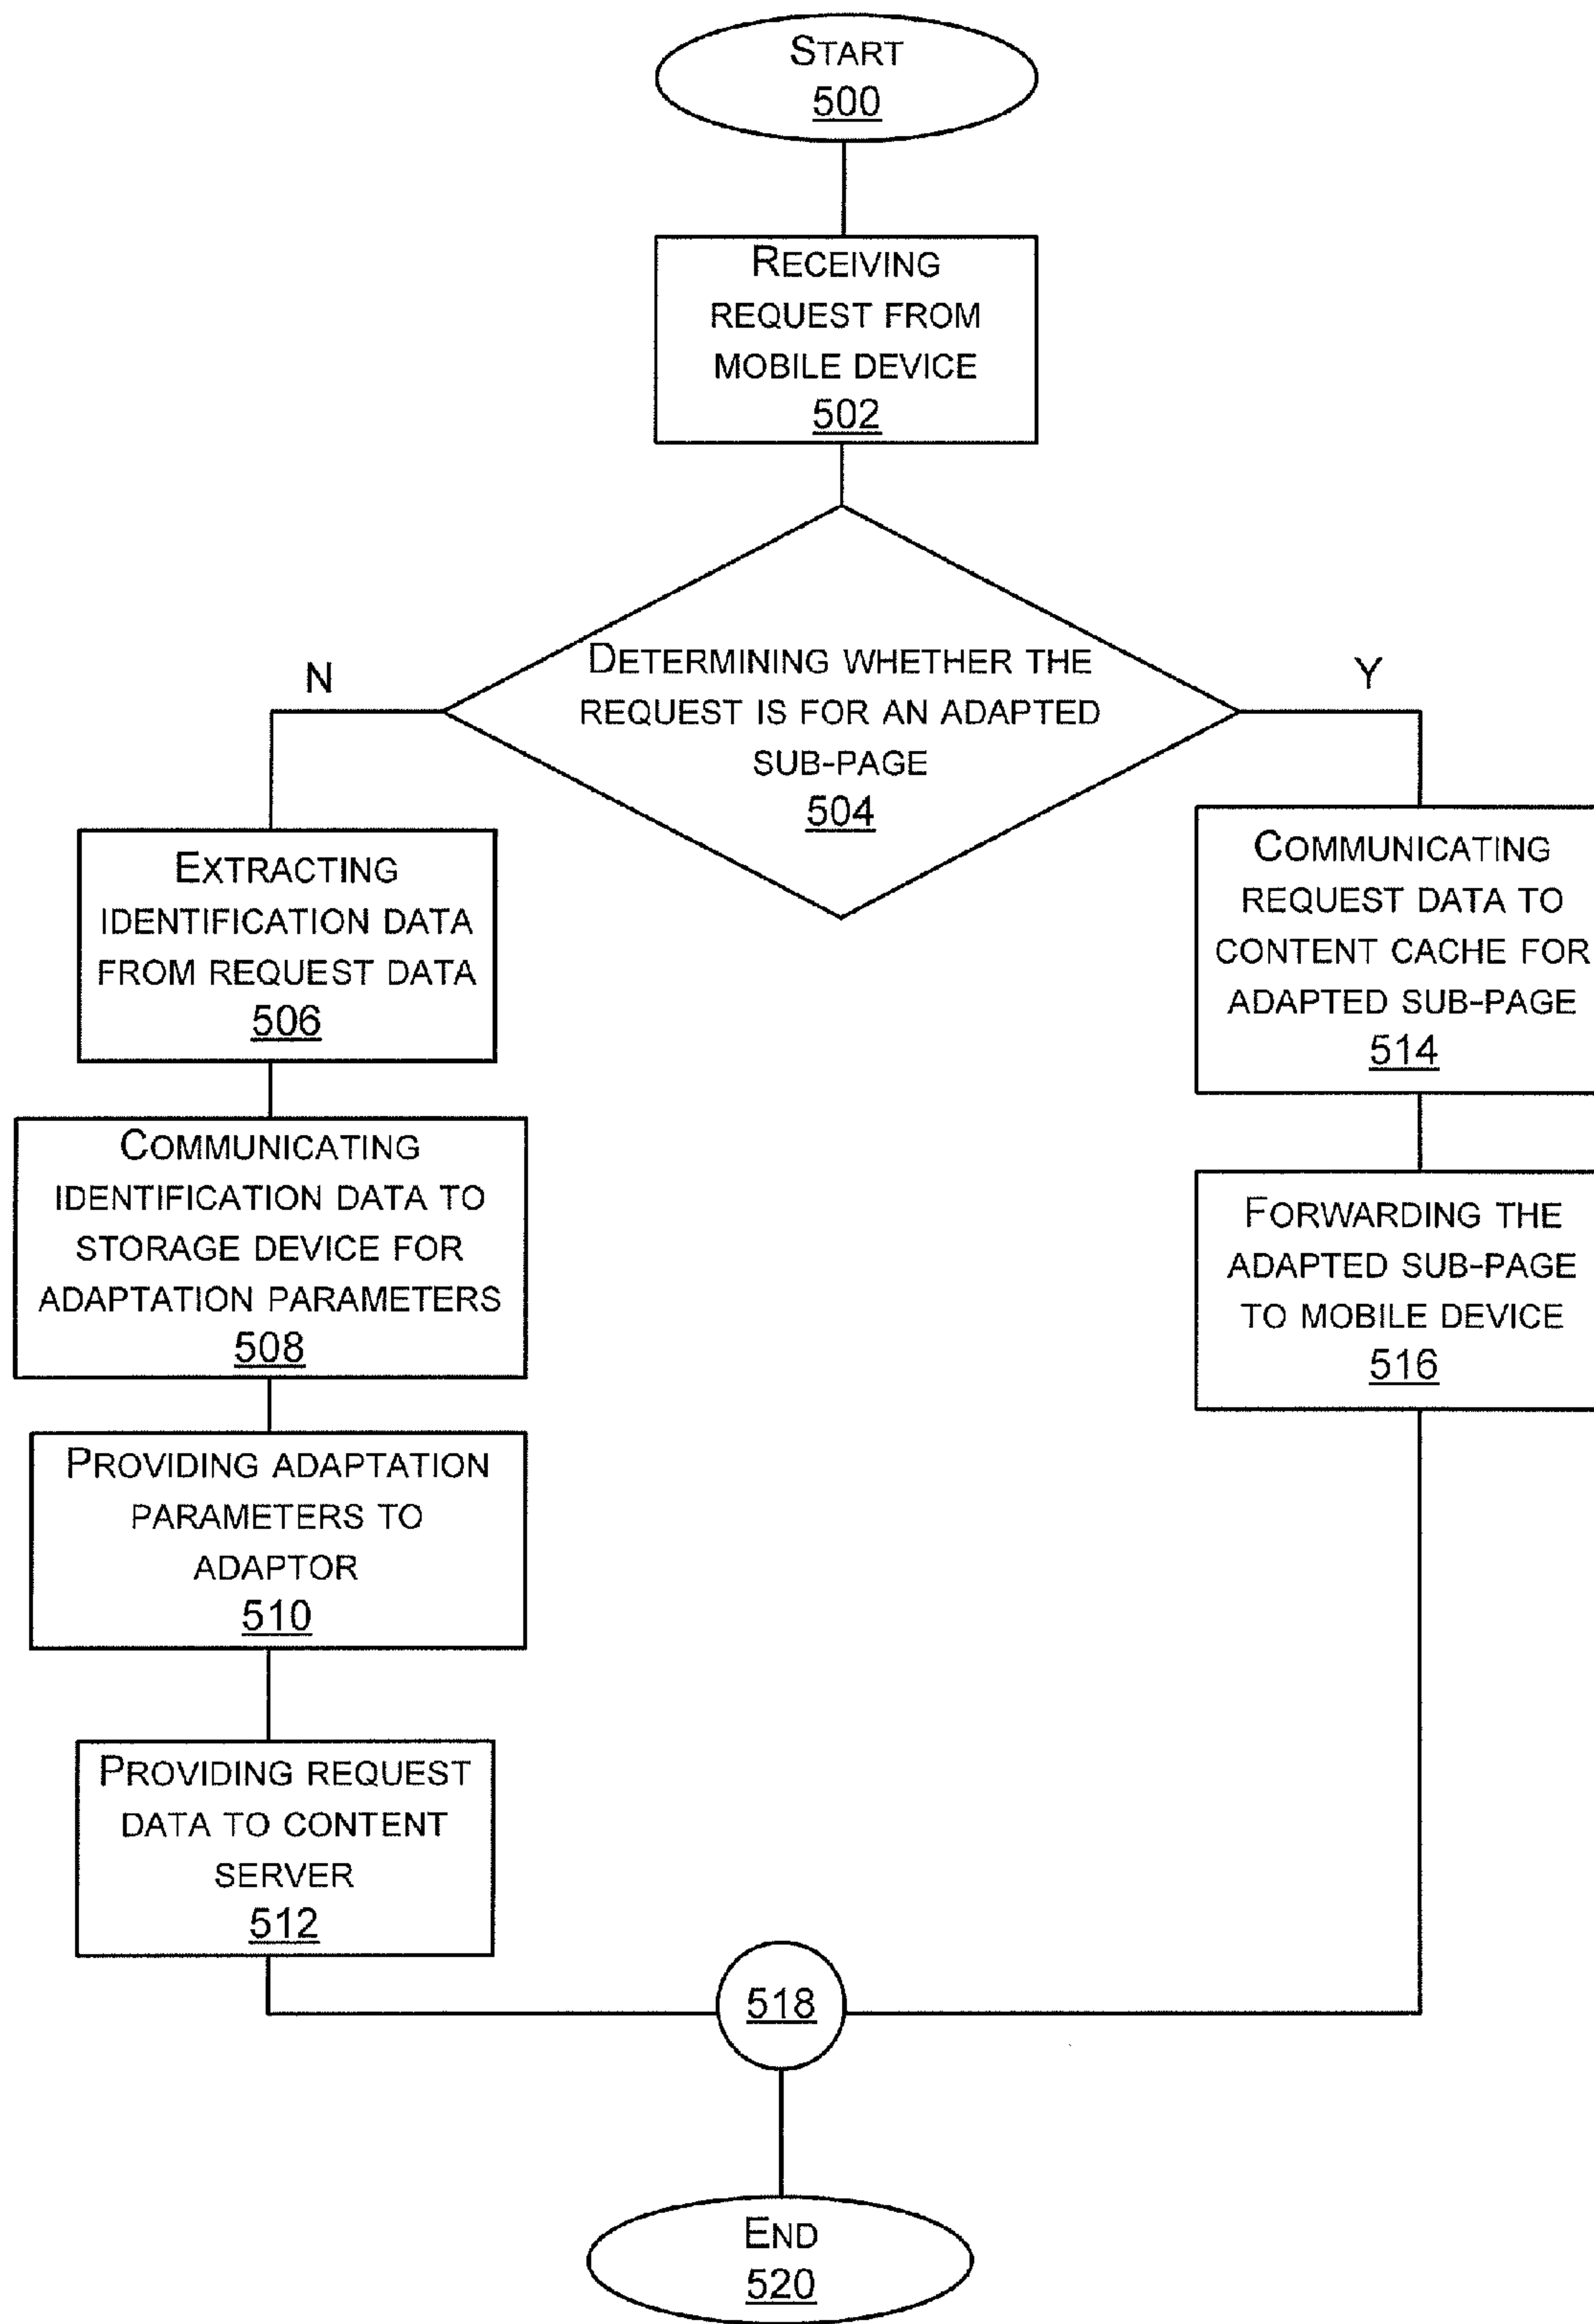 START
500
RECEIVING
REQUEST FROM
MOBILE DEVICE
502
DETERMINING WHETHER THE
REQUEST IS FOR AN ADAPTED
SUB-PAGE
504
N
Y
EXTRACTING
IDENTIFICATION DATA
FROM REQUEST DATA
506
COMMUNICATING
IDENTIFICATION DATA TO
STORAGE DEVICE FOR
ADAPTATION PARAMETERS
508
PROVIDING ADAPTATION
PARAMETERS TO
ADAPTOR
510
PROVIDING REQUEST
DATA TO CONTENT
SERVER
512
COMMUNICATING
REQUEST DATA TO
CONTENT CACHE FOR
ADAPTED SUB-PAGE
514
FORWARDING THE
ADAPTED SUB-PAGE
TO MOBILE DEVICE
516
518
END
520